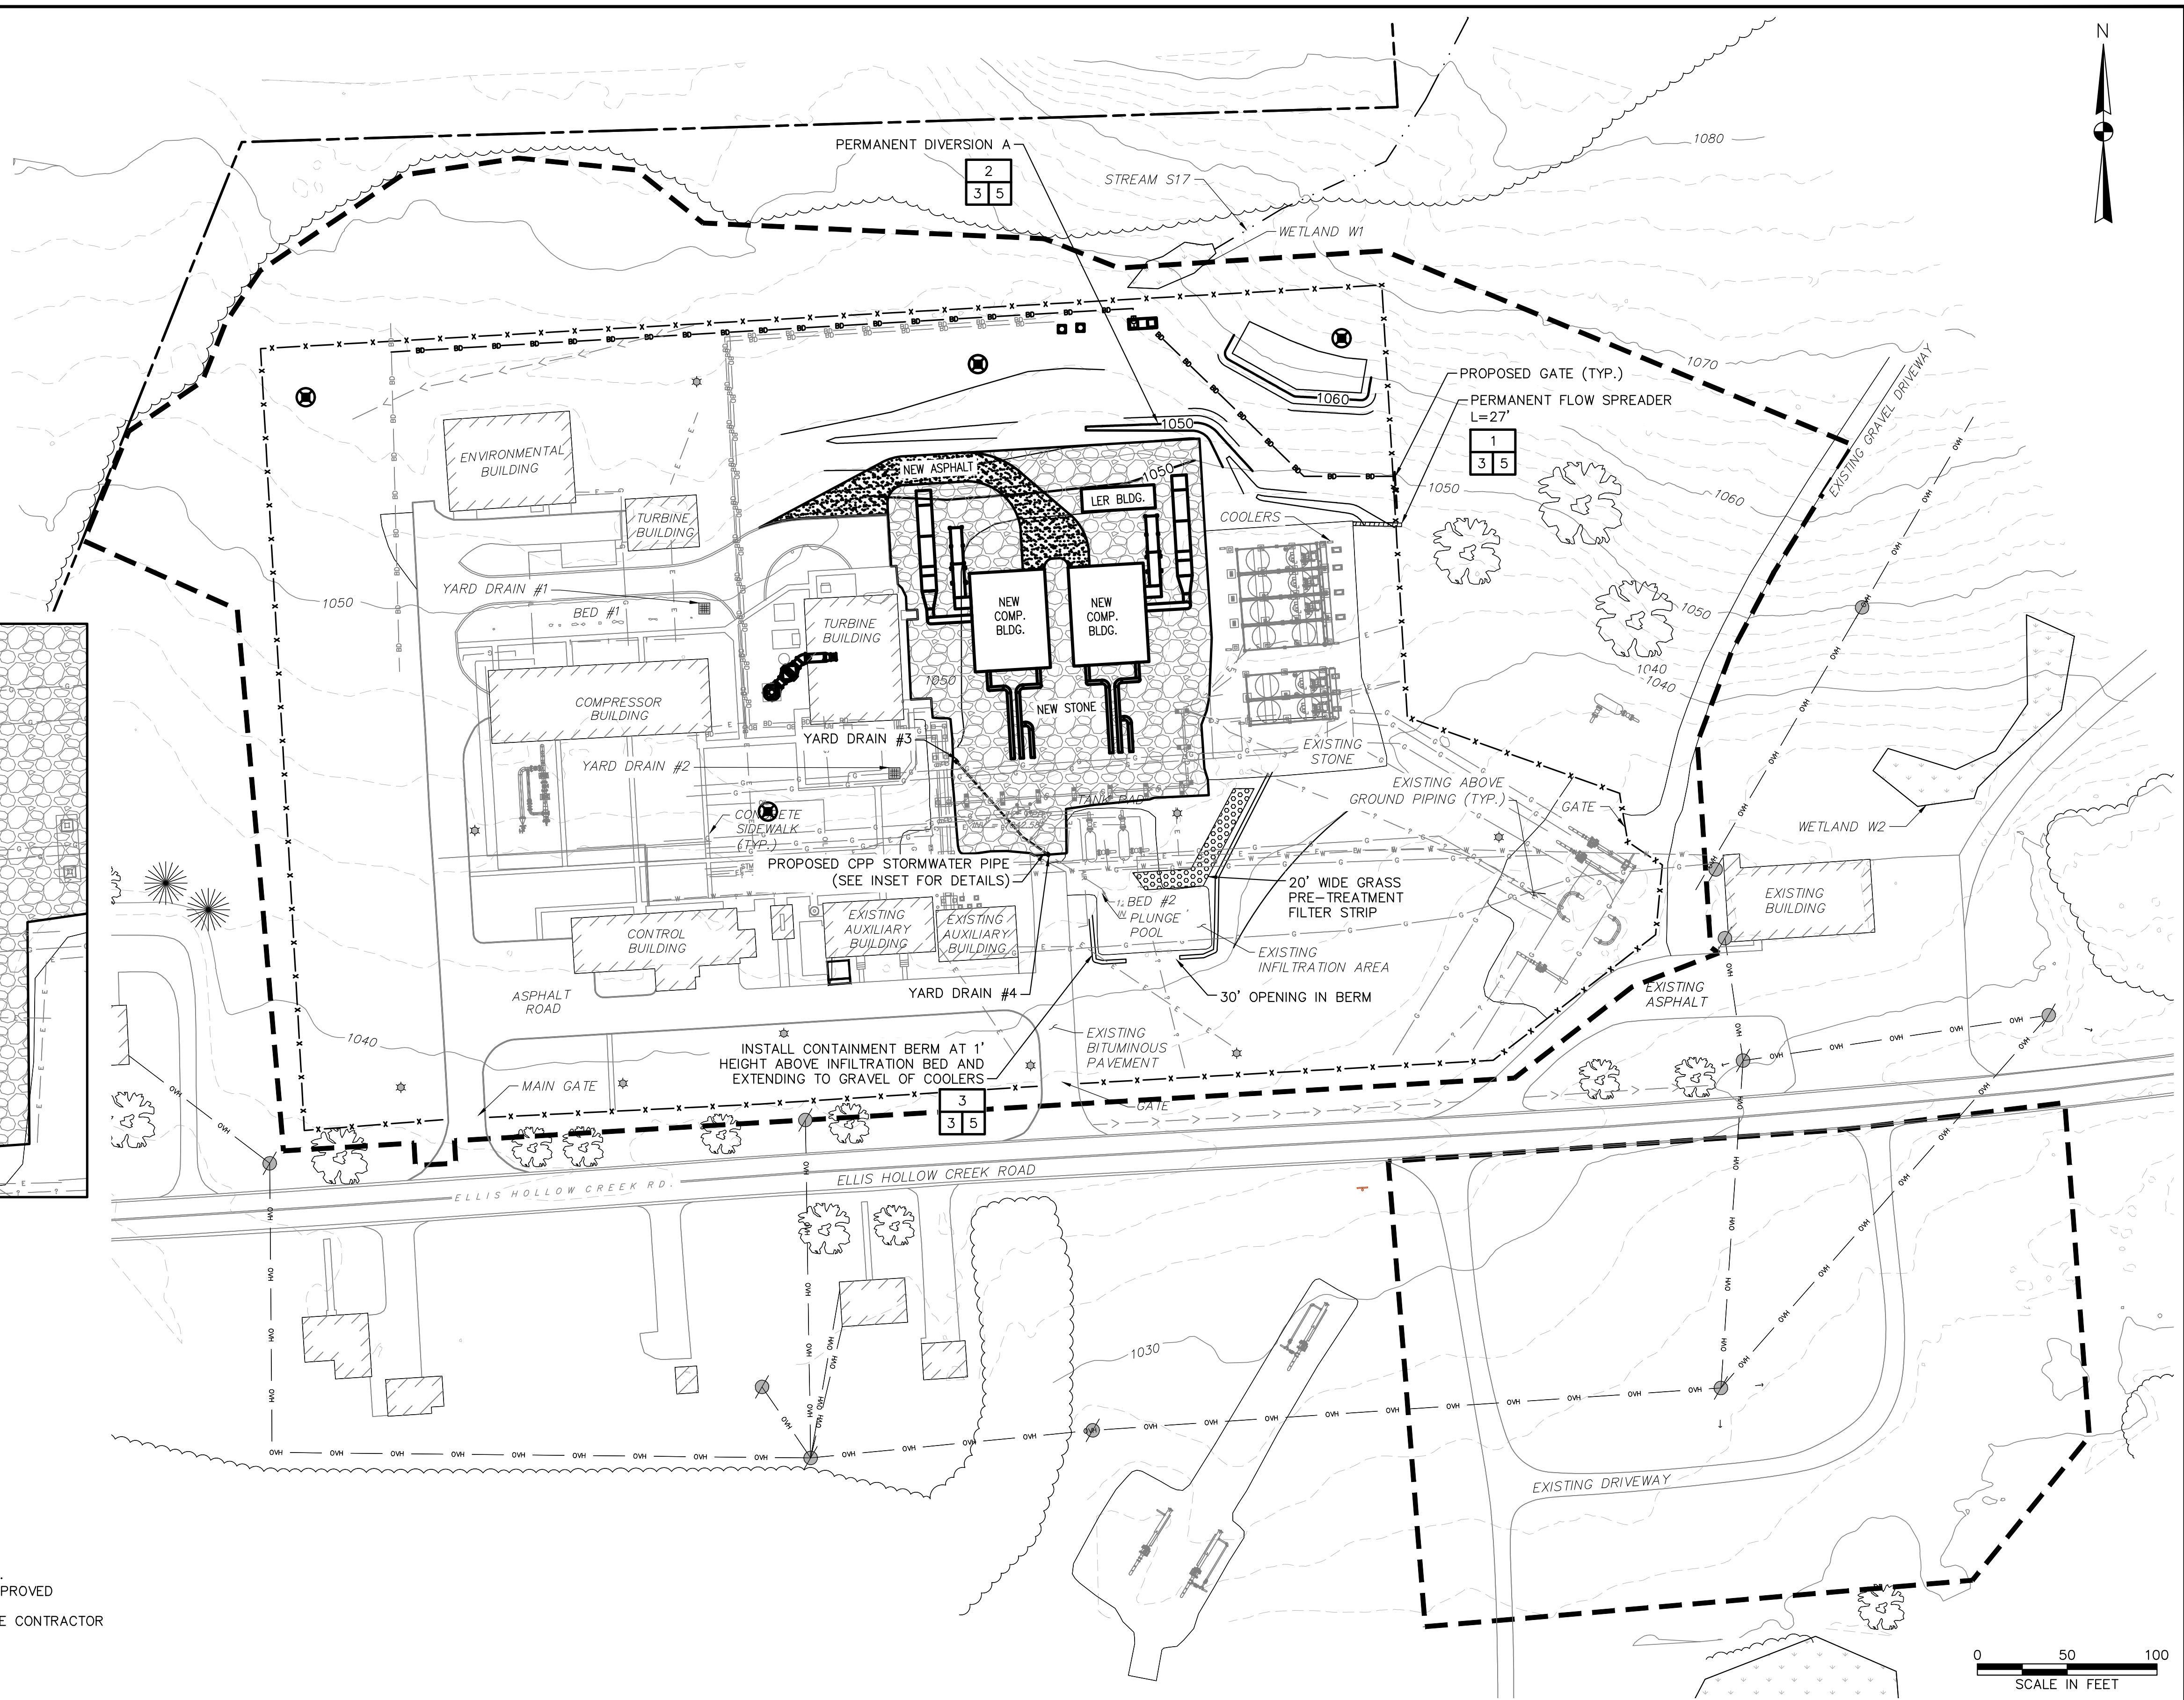 N
1080
PERMANENT DIVERSION A
2
3 5
STREAM S17
WETLAND W1
1070
EXISTING GRAVEL DRIVEWAY
PROPOSED GATE (TYP.)
PERMANENT FLOW SPREADER
L=27'
1
3 5
1060
1050
1050
1060
1050
ENVIRONMENTAL
BUILDING
NEW ASPHALT
1050
LER BLDG.
COOLERS
TURBINE
BUILDING
YARD DRAIN #1
BED #1
1050
NEW
COMP.
BLDG.
NEW
COMP.
BLDG.
TURBINE
BUILDING
1040
1040
1050
COMPRESSOR
BUILDING
NEW STONE
YARD DRAIN #3
YARD DRAIN #2
EXISTING
STONE
EXISTING ABOVE
GROUND PIPING (TYP.)
GATE
WETLAND W2
TANK PAD
CONCRETE
SIDEWALK
(TYP.)
PROPOSED CPP STORMWATER PIPE
(SEE INSET FOR DETAILS)
20' WIDE GRASS
PRE-TREATMENT
FILTER STRIP
BED #2
PLUNGE
POOL
EXISTING
BUILDING
CONTROL
BUILDING
EXISTING
AUXILIARY
BUILDING
EXISTING
AUXILIARY
BUILDING
EXISTING
INFILTRATION AREA
YARD DRAIN #4
30' OPENING IN BERM
EXISTING
ASPHALT
ASPHALT
ROAD
1040
INSTALL CONTAINMENT BERM AT 1'
HEIGHT ABOVE INFILTRATION BED AND
EXTENDING TO GRAVEL OF COOLERS
3
3 5
EXISTING
BITUMINOUS
PAVEMENT
MAIN GATE
GATE
ELLIS HOLLOW CREEK RD.
ELLIS HOLLOW CREEK ROAD
1030
EXISTING DRIVEWAY
.
PROVED
E CONTRACTOR
0 50 100
SCALE IN FEET